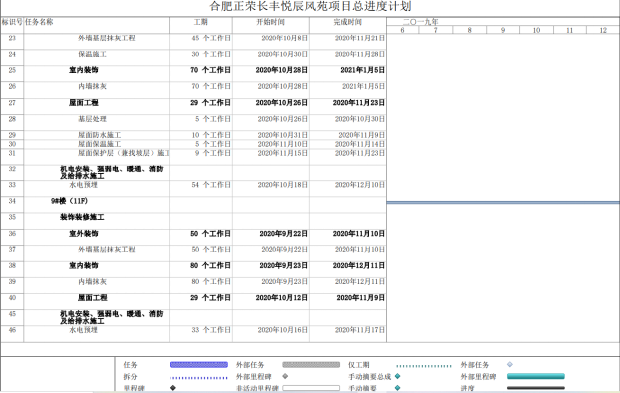 合肥正荣长丰悦辰风苑项目总进度计划
标识号 任务名称 工期 开始时间 完成时间 二〇一九年
6 7 8 9 10 11 12
23 外墙基层抹灰工程 45 个工作日 2020年10月8日 2020年11月21日
24 保温施工 30 个工作日 2020年10月30日 2020年11月28日
25 室内装饰 70 个工作日 2020年10月28日 2021年1月5日
26 内墙抹灰 70 个工作日 2020年10月28日 2021年1月5日
27 屋面工程 29 个工作日 2020年10月26日 2020年11月23日
28 基层处理 5 个工作日 2020年10月26日 2020年10月30日
29 屋面防水施工 10 个工作日 2020年10月31日 2020年11月9日
30 屋面保温施工 5 个工作日 2020年11月10日 2020年11月14日
31 屋面保护层（兼找坡层）施工 9 个工作日 2020年11月15日 2020年11月23日
32 机电安装、强弱电、暖通、消防
及给排水施工
33 水电预埋 54 个工作日 2020年10月18日 2020年12月10日
34 9#楼（11F）
35 装饰装修施工
36 室外装饰 50 个工作日 2020年9月22日 2020年11月10日
37 外墙基层抹灰工程 50 个工作日 2020年9月22日 2020年11月10日
38 室内装饰 80 个工作日 2020年9月23日 2020年12月11日
39 内墙抹灰 80 个工作日 2020年9月23日 2020年12月11日
40 屋面工程 29 个工作日 2020年10月12日 2020年11月9日
45 机电安装、强弱电、暖通、消防
及给排水施工
46 水电预埋 33 个工作日 2020年10月16日 2020年11月17日
任务 外部任务 仅工期 外部任务
拆分 外部里程碑 手动摘要总成 外部里程碑
里程碑 非活动里程碑 手动摘要 进度